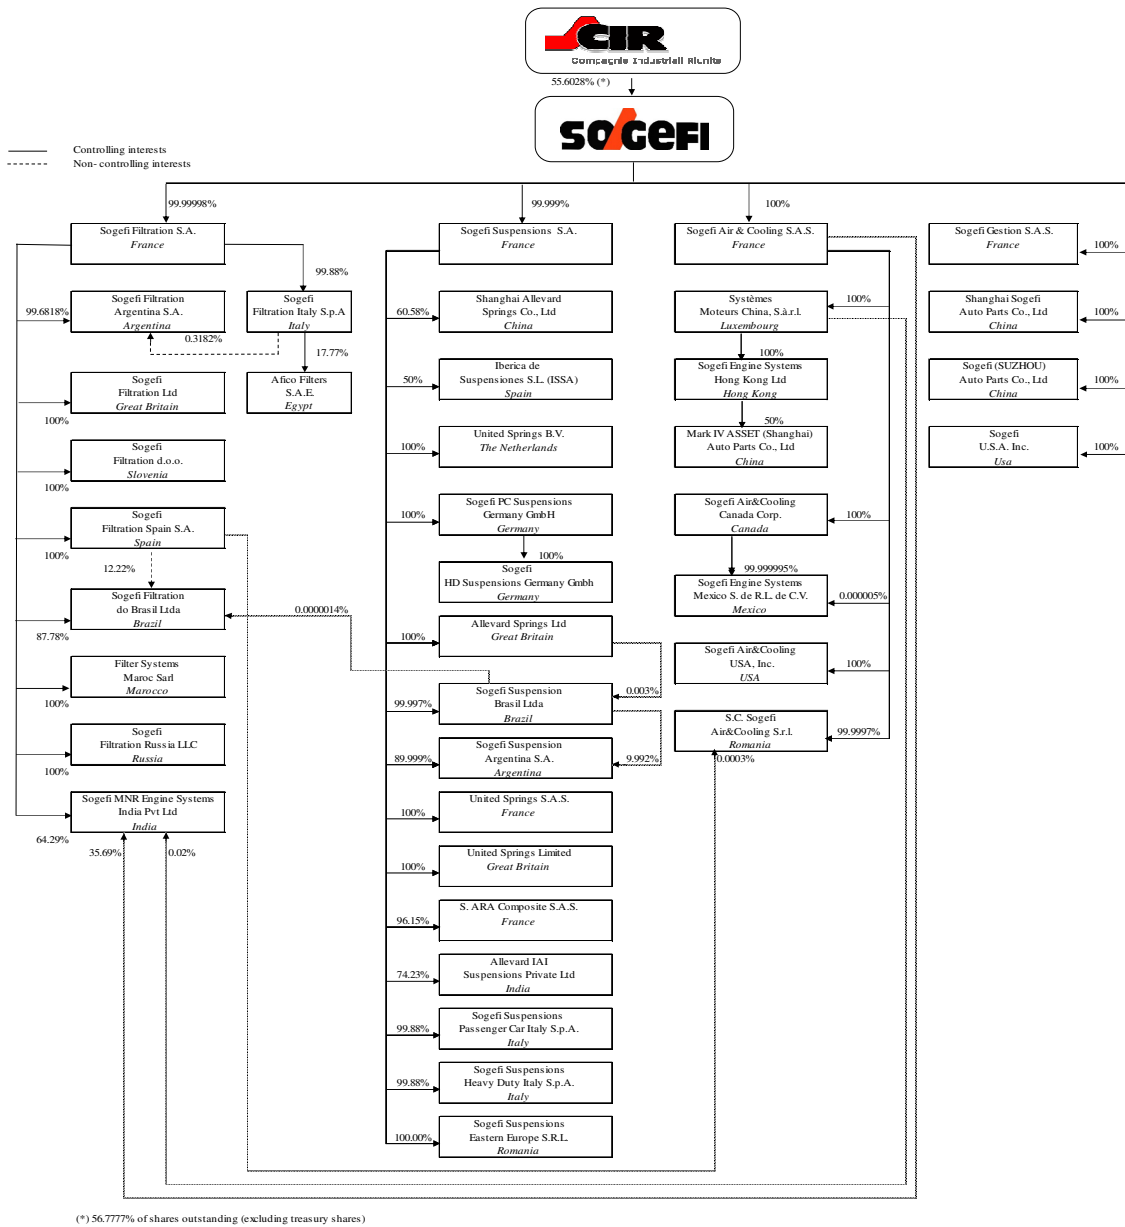 CIR
Compagnie Industriali Riunite
55.6028% (*)
SOGEFI
Controlling interests
Non- controlling interests
99.99998%
99.999%
100%
Sogefi Filtration S.A.
France
Sogefi Suspensions S.A.
France
Sogefi Air & Cooling S.A.S.
France
Sogefi Gestion S.A.S.
France
100%
99.88%
99.6818%
Sogefi Filtration
Argentina S.A.
Argentina
Sogefi
Filtration Italy S.p.A
Italy
0.3182%
17.77%
Sogefi
Filtration Ltd
Great Britain
100%
Afico Filters
S.A.E.
Egypt
Sogefi
Filtration d.o.o.
Slovenia
100%
Sogefi
Filtration Spain S.A.
Spain
100%
12.22%
Sogefi Filtration
do Brasil Ltda
Brazil
87.78%
0.0000014%
Filter Systems
Maroc Sarl
Marocco
100%
Sogefi
Filtration Russia LLC
Russia
100%
Sogefi MNR Engine Systems
India Pvt Ltd
India
64.29%
35.69%
0.02%
60.58%
Shanghai Allevard
Springs Co., Ltd
China
50%
Iberica de
Suspensiones S.L. (ISSA)
Spain
100%
United Springs B.V.
The Netherlands
100%
Sogefi PC Suspensions
Germany GmbH
Germany
100%
Sogefi
HD Suspensions Germany Gmbh
Germany
100%
Allevard Springs Ltd
Great Britain
0.003%
99.997%
Sogefi Suspension
Brasil Ltda
Brazil
89.999%
Sogefi Suspension
Argentina S.A.
Argentina
9.992%
100%
United Springs S.A.S.
France
100%
United Springs Limited
Great Britain
96.15%
S. ARA Composite S.A.S.
France
74.23%
Allevard IAI
Suspensions Private Ltd
India
99.88%
Sogefi Suspensions
Passenger Car Italy S.p.A.
Italy
99.88%
Sogefi Suspensions
Heavy Duty Italy S.p.A.
Italy
100.00%
Sogefi Suspensions
Eastern Europe S.R.L.
Romania
Systèmes
Moteurs China, S.à.r.l.
Luxembourg
100%
100%
Sogefi Engine Systems
Hong Kong Ltd
Hong Kong
50%
Mark IV ASSET (Shanghai)
Auto Parts Co., Ltd
China
Sogefi Air&Cooling
Canada Corp.
Canada
100%
99.999995%
Sogefi Engine Systems
Mexico S. de R.L. de C.V.
Mexico
0.000005%
Sogefi Air&Cooling
USA, Inc.
USA
100%
S.C. Sogefi
Air&Cooling S.r.l.
Romania
99.9997%
0.0003%
Shanghai Sogefi
Auto Parts Co., Ltd
China
100%
Sogefi (SUZHOU)
Auto Parts Co., Ltd
China
100%
Sogefi
U.S.A. Inc.
Usa
100%
(*) 56.7777% of shares outstanding (excluding treasury shares)